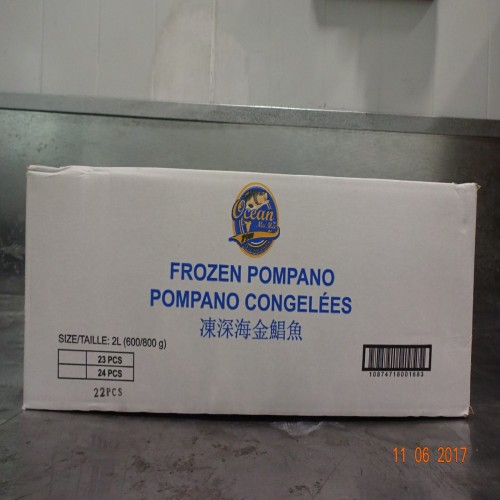 Ocean
FROZEN POMPANO
POMPANO CONGELÉES
凍深海金鯧魚
SIZE/TAILLE: 2L (600/800 g)
23 PCS
24 PCS
22PCS
10874718001883
11 06 2017